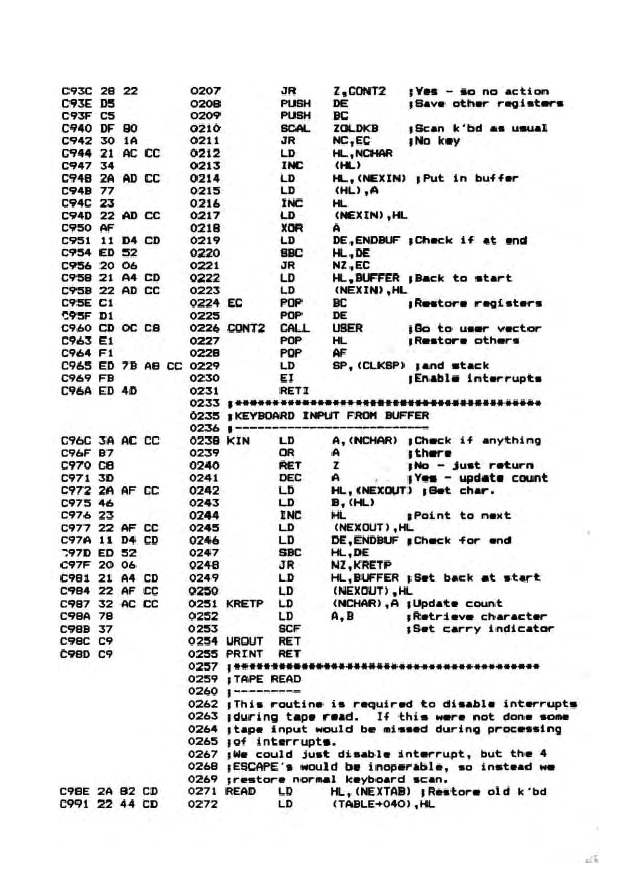 C93C 28 22 0207 JR Z,CONT2 ;Yes - so no action
C93E D5 0208 PUSH DE ;Save other registers
C93F C5 0209 PUSH BC
C940 DF 80 0210 SCAL ZOLDKB ;Scan k'bd as usual
C942 30 1A 0211 JR NC,EC ;No key
C944 21 AC CC 0212 LD HL,NCHAR
C947 34 0213 INC (HL)
C948 2A AD CC 0214 LD HL,(NEXIN) ;Put in buffer
C94B 77 0215 LD (HL),A
C94C 23 0216 INC HL
C94D 22 AD CC 0217 LD (NEXIN),HL
C950 AF 0218 XOR A
C951 11 D4 CD 0219 LD DE,ENDBUF ;Check if at end
C954 ED 52 0220 SBC HL,DE
C956 20 06 0221 JR NZ,EC
C958 21 A4 CD 0222 LD HL,BUFFER ;Back to start
C95B 22 AD CC 0223 LD (NEXIN),HL
C95E C1 0224 EC POP BC ;Restore registers
C95F D1 0225 POP DE
C960 CD 0C C8 0226 CONT2 CALL USER ;Go to user vector
C963 E1 0227 POP HL ;Restore others
C964 F1 0228 POP AF
C965 ED 7B A8 CC 0229 LD SP,(CLKSP) ;and stack
C969 FB 0230 EI ;Enable interrupts
C96A ED 4D 0231 RETI
0233 ;******************************************
0235 ;KEYBOARD INPUT FROM BUFFER
0236 ;--------------------------
C96C 3A AC CC 0238 KIN LD A,(NCHAR) ;Check if anything
C96F B7 0239 OR A ;there
C970 C8 0240 RET Z ;No - just return
C971 3D 0241 DEC A ;Yes - update count
C972 2A AF CC 0242 LD HL,(NEXOUT) ;Get char.
C975 46 0243 LD B,(HL)
C976 23 0244 INC HL ;Point to next
C977 22 AF CC 0245 LD (NEXOUT),HL
C97A 11 D4 CD 0246 LD DE,ENDBUF ;Check for end
C97D ED 52 0247 SBC HL,DE
C97F 20 06 0248 JR NZ,KRETP
C981 21 A4 CD 0249 LD HL,BUFFER ;Set back at start
C984 22 AF CC 0250 LD (NEXOUT),HL
C987 32 AC CC 0251 KRETP LD (NCHAR),A ;Update count
C98A 78 0252 LD A,B ;Retrieve character
C98B 37 0253 SCF ;Set carry indicator
C98C C9 0254 UROUT RET
C98D C9 0255 PRINT RET
0257 ;******************************************
0259 ;TAPE READ
0260 ;---------
0262 ;This routine is required to disable interrupts
0263 ;during tape read. If this were not done some
0264 ;tape input would be missed during processing
0265 ;of interrupts.
0267 ;We could just disable interrupt, but the 4
0268 ;ESCAPE's would be inoperable, so instead we
0269 ;restore normal keyboard scan.
C98E 2A 82 CD 0271 READ LD HL,(NEXTAB) ;Restore old k'bd
C991 22 44 CD 0272 LD (TABLE+040),HL